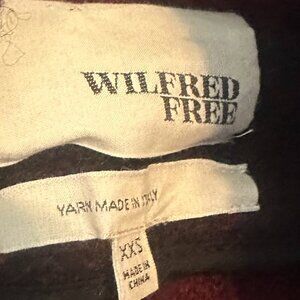 WILFRED
FREE
YARN MADE IN ITALY
XXS
MADE IN
CHINA